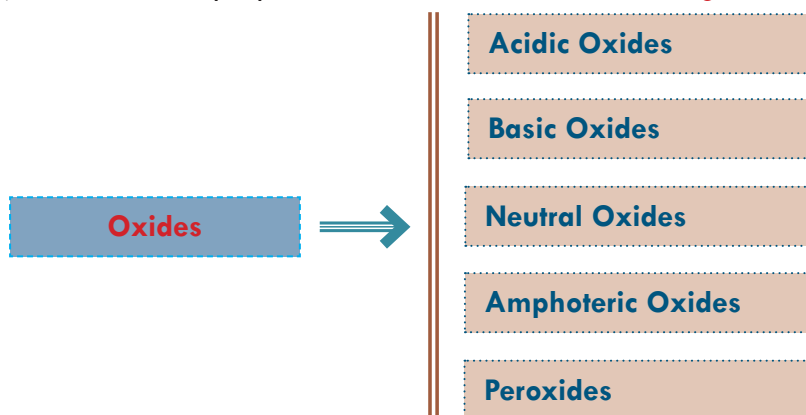 Acidic Oxides
Basic Oxides
Oxides
Neutral Oxides
Amphoteric Oxides
Peroxides